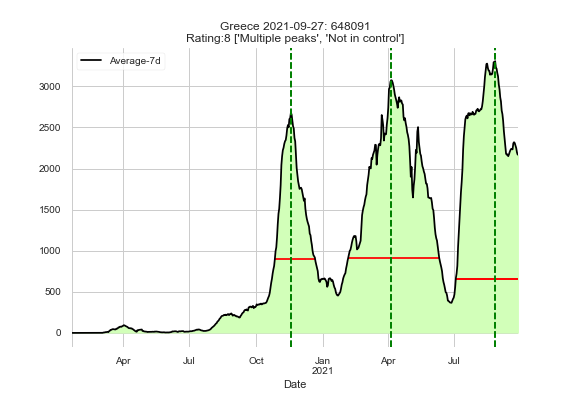 Greece 2021-09-27: 648091
Rating:8 ['Multiple peaks', 'Not in control']
Average-7d
3000
2500
2000
1500
1000
500
0
Apr
Jul
Oct
Jan
2021
Apr
Jul
Date